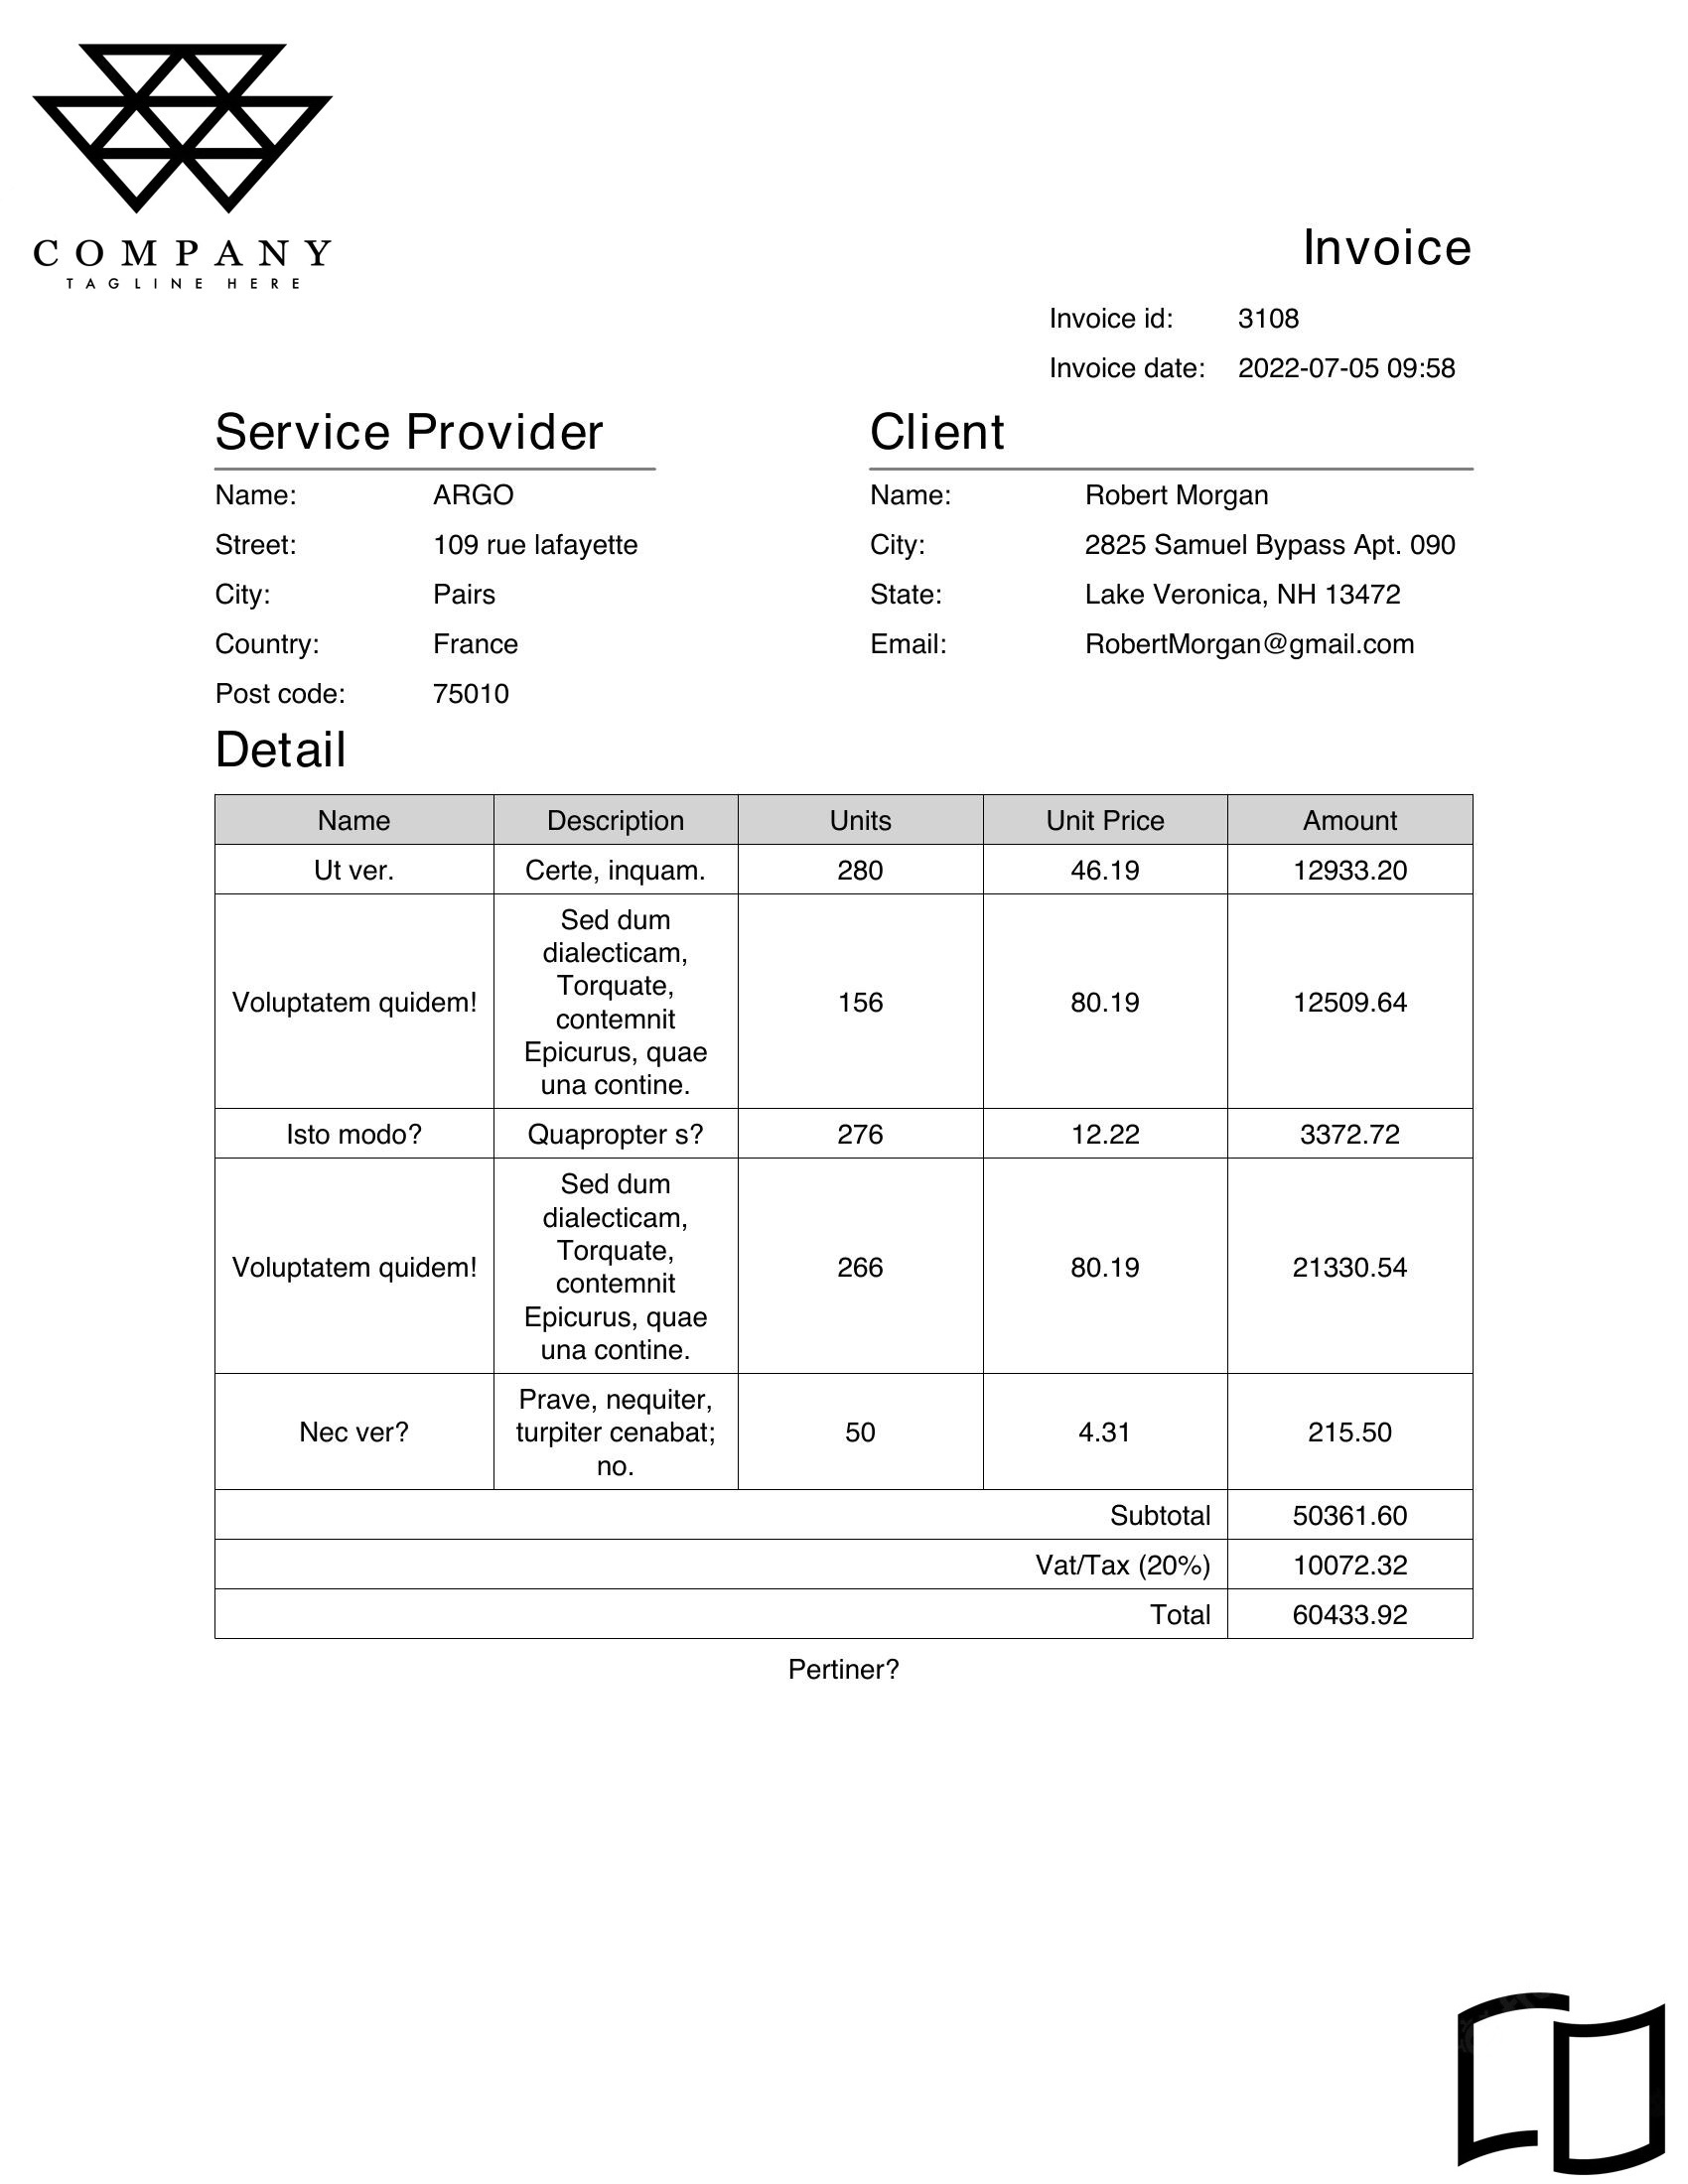 COMPANY
TAGLINE HERE
Invoice
Invoice id: 3108
Invoice date: 2022-07-05 09:58
Service Provider
Name: ARGO
Street: 109 rue lafayette
City: Pairs
Country: France
Post code: 75010
Client
Name: Robert Morgan
City: 2825 Samuel Bypass Apt. 090
State: Lake Veronica, NH 13472
Email: RobertMorgan@gmail.com
Detail
Name Description Units Unit Price Amount
Ut ver. Certe, inquam. 280 46.19 12933.20
Sed dum
dialecticam,
Torquate,
Voluptatem quidem! contemnit 156 80.19 12509.64
Epicurus, quae
una contine.
Isto modo? Quapropter s? 276 12.22 3372.72
Sed dum
dialecticam,
Torquate,
Voluptatem quidem! contemnit 266 80.19 21330.54
Epicurus, quae
una contine.
Prave, nequiter,
Nec ver? turpiter cenabat; 50 4.31 215.50
no.
Subtotal 50361.60
Vat/Tax (20%) 10072.32
Total 60433.92
Pertiner?